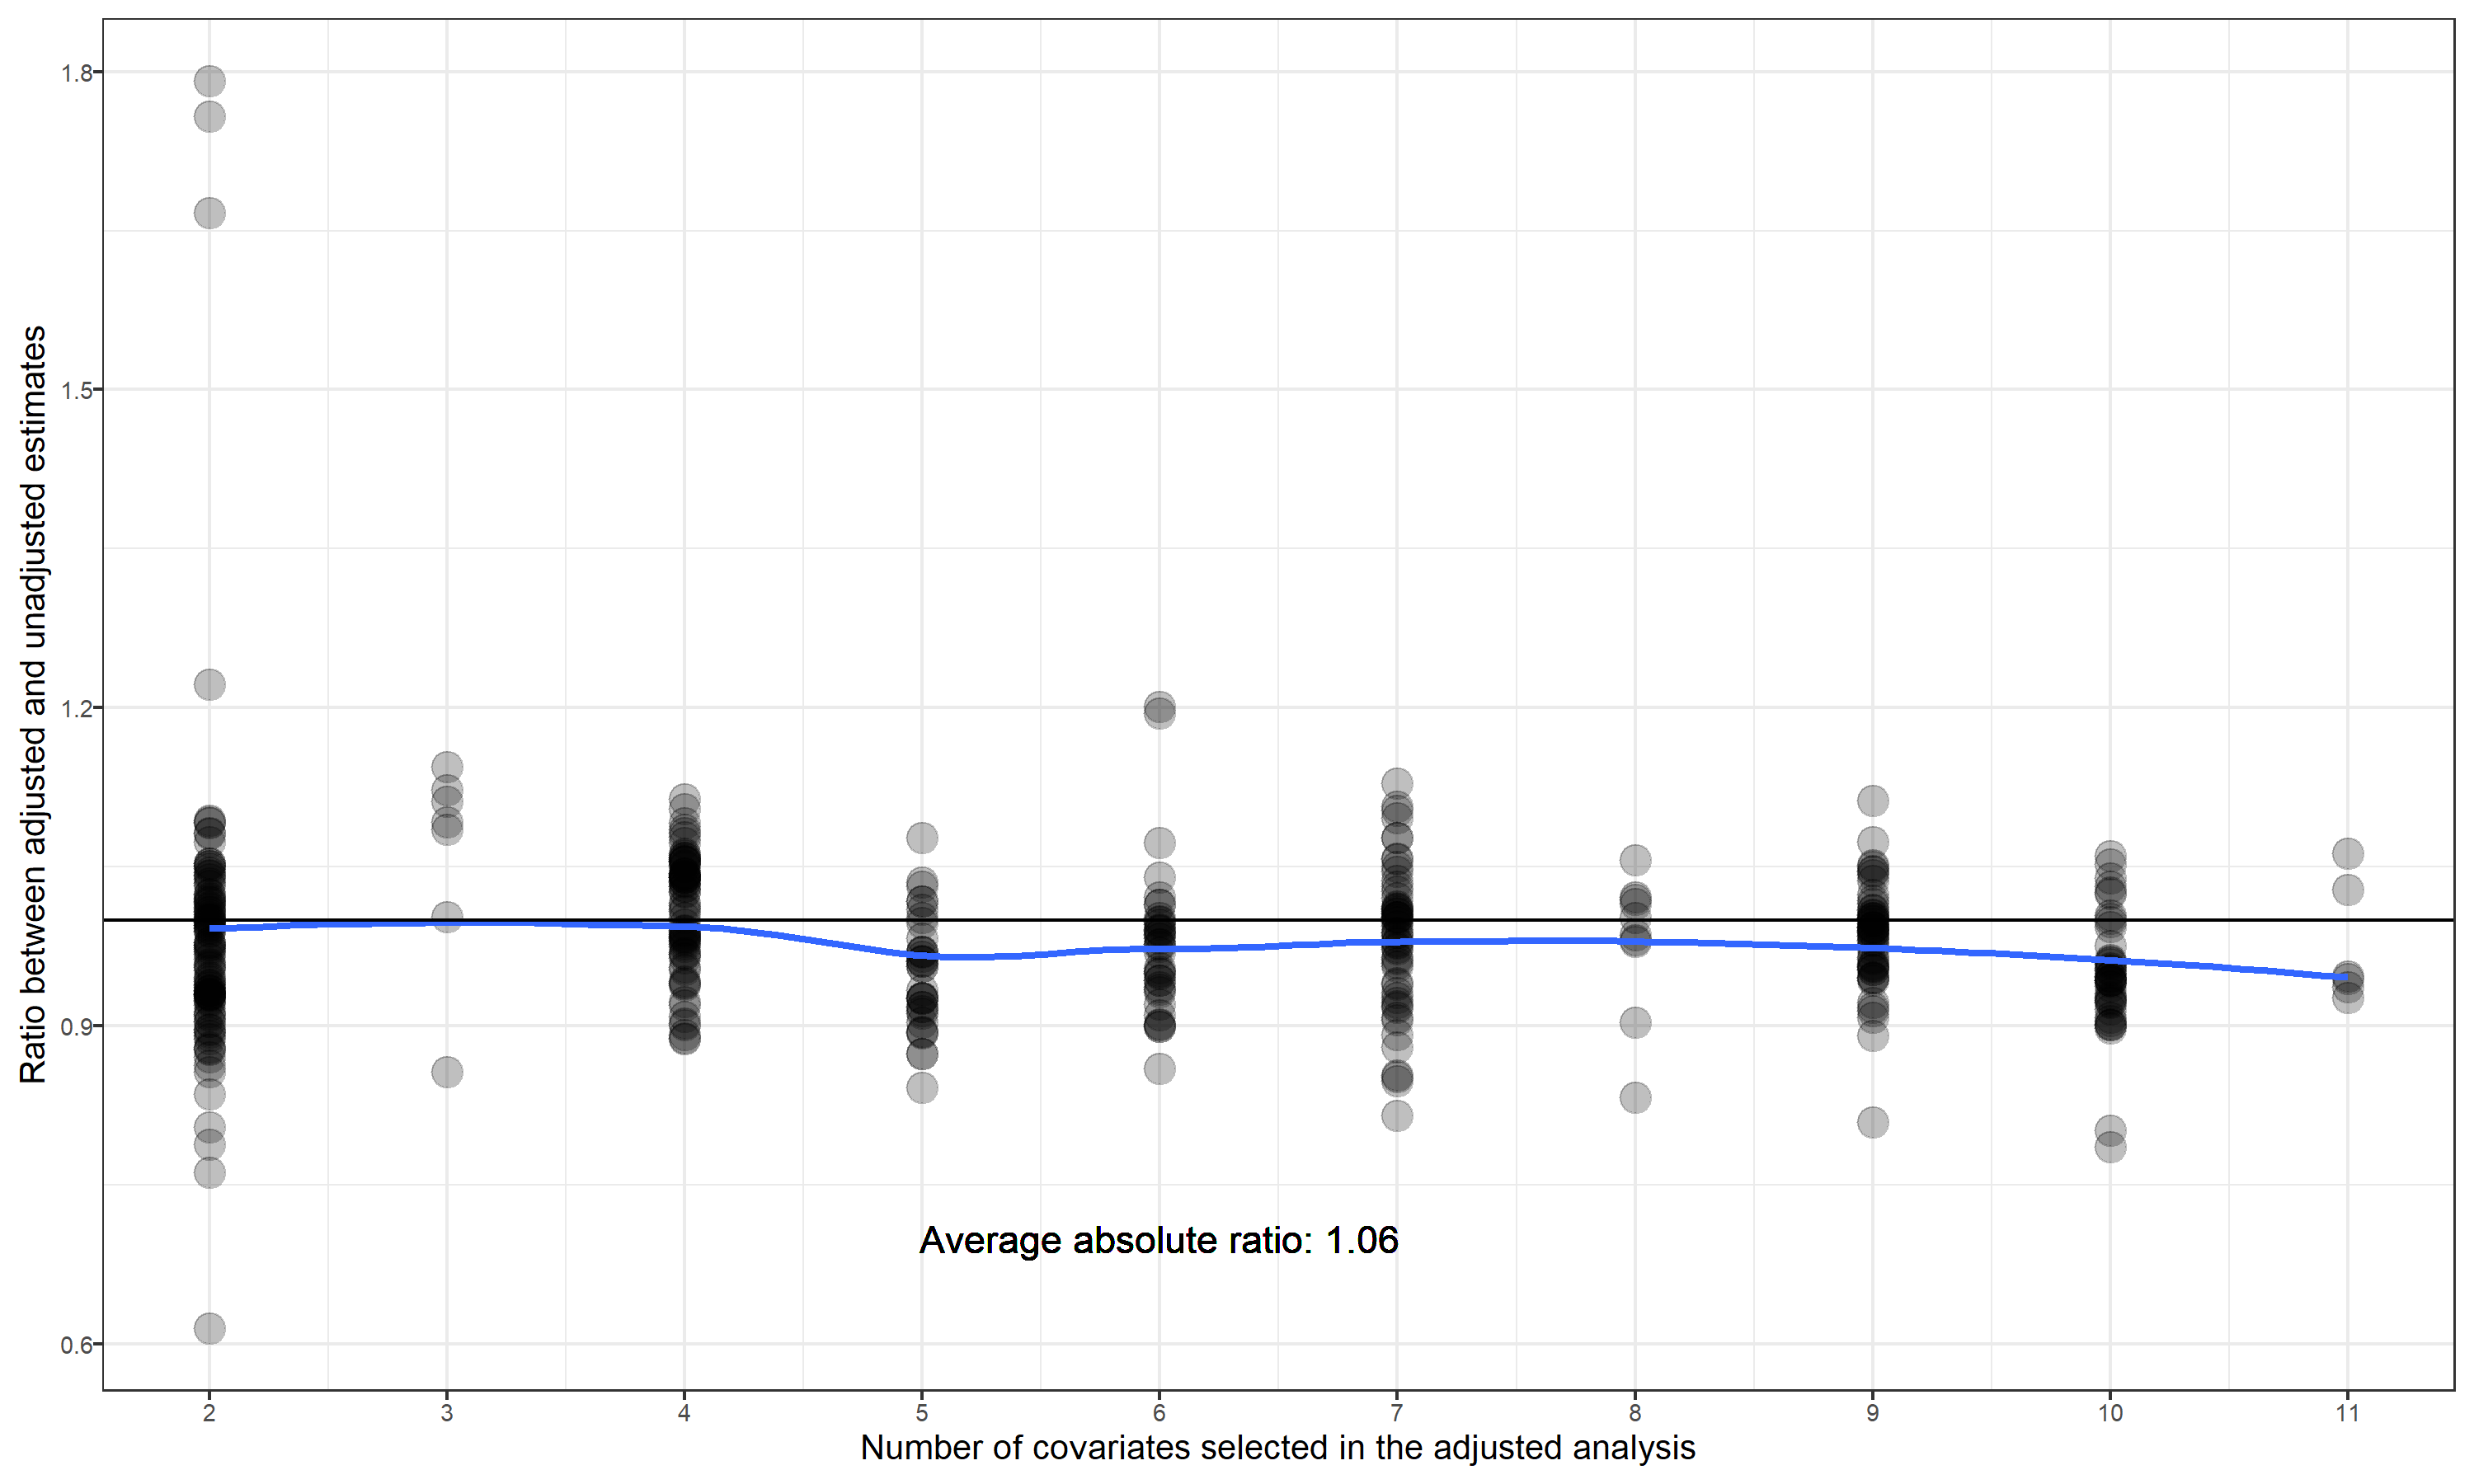 Ratio between adjusted and unadjusted estimates
1.8
1.5
1.2
0.9
0.6
Average absolute ratio: 1.06
2 3 4 5 6 7 8 9 10 11
Number of covariates selected in the adjusted analysis